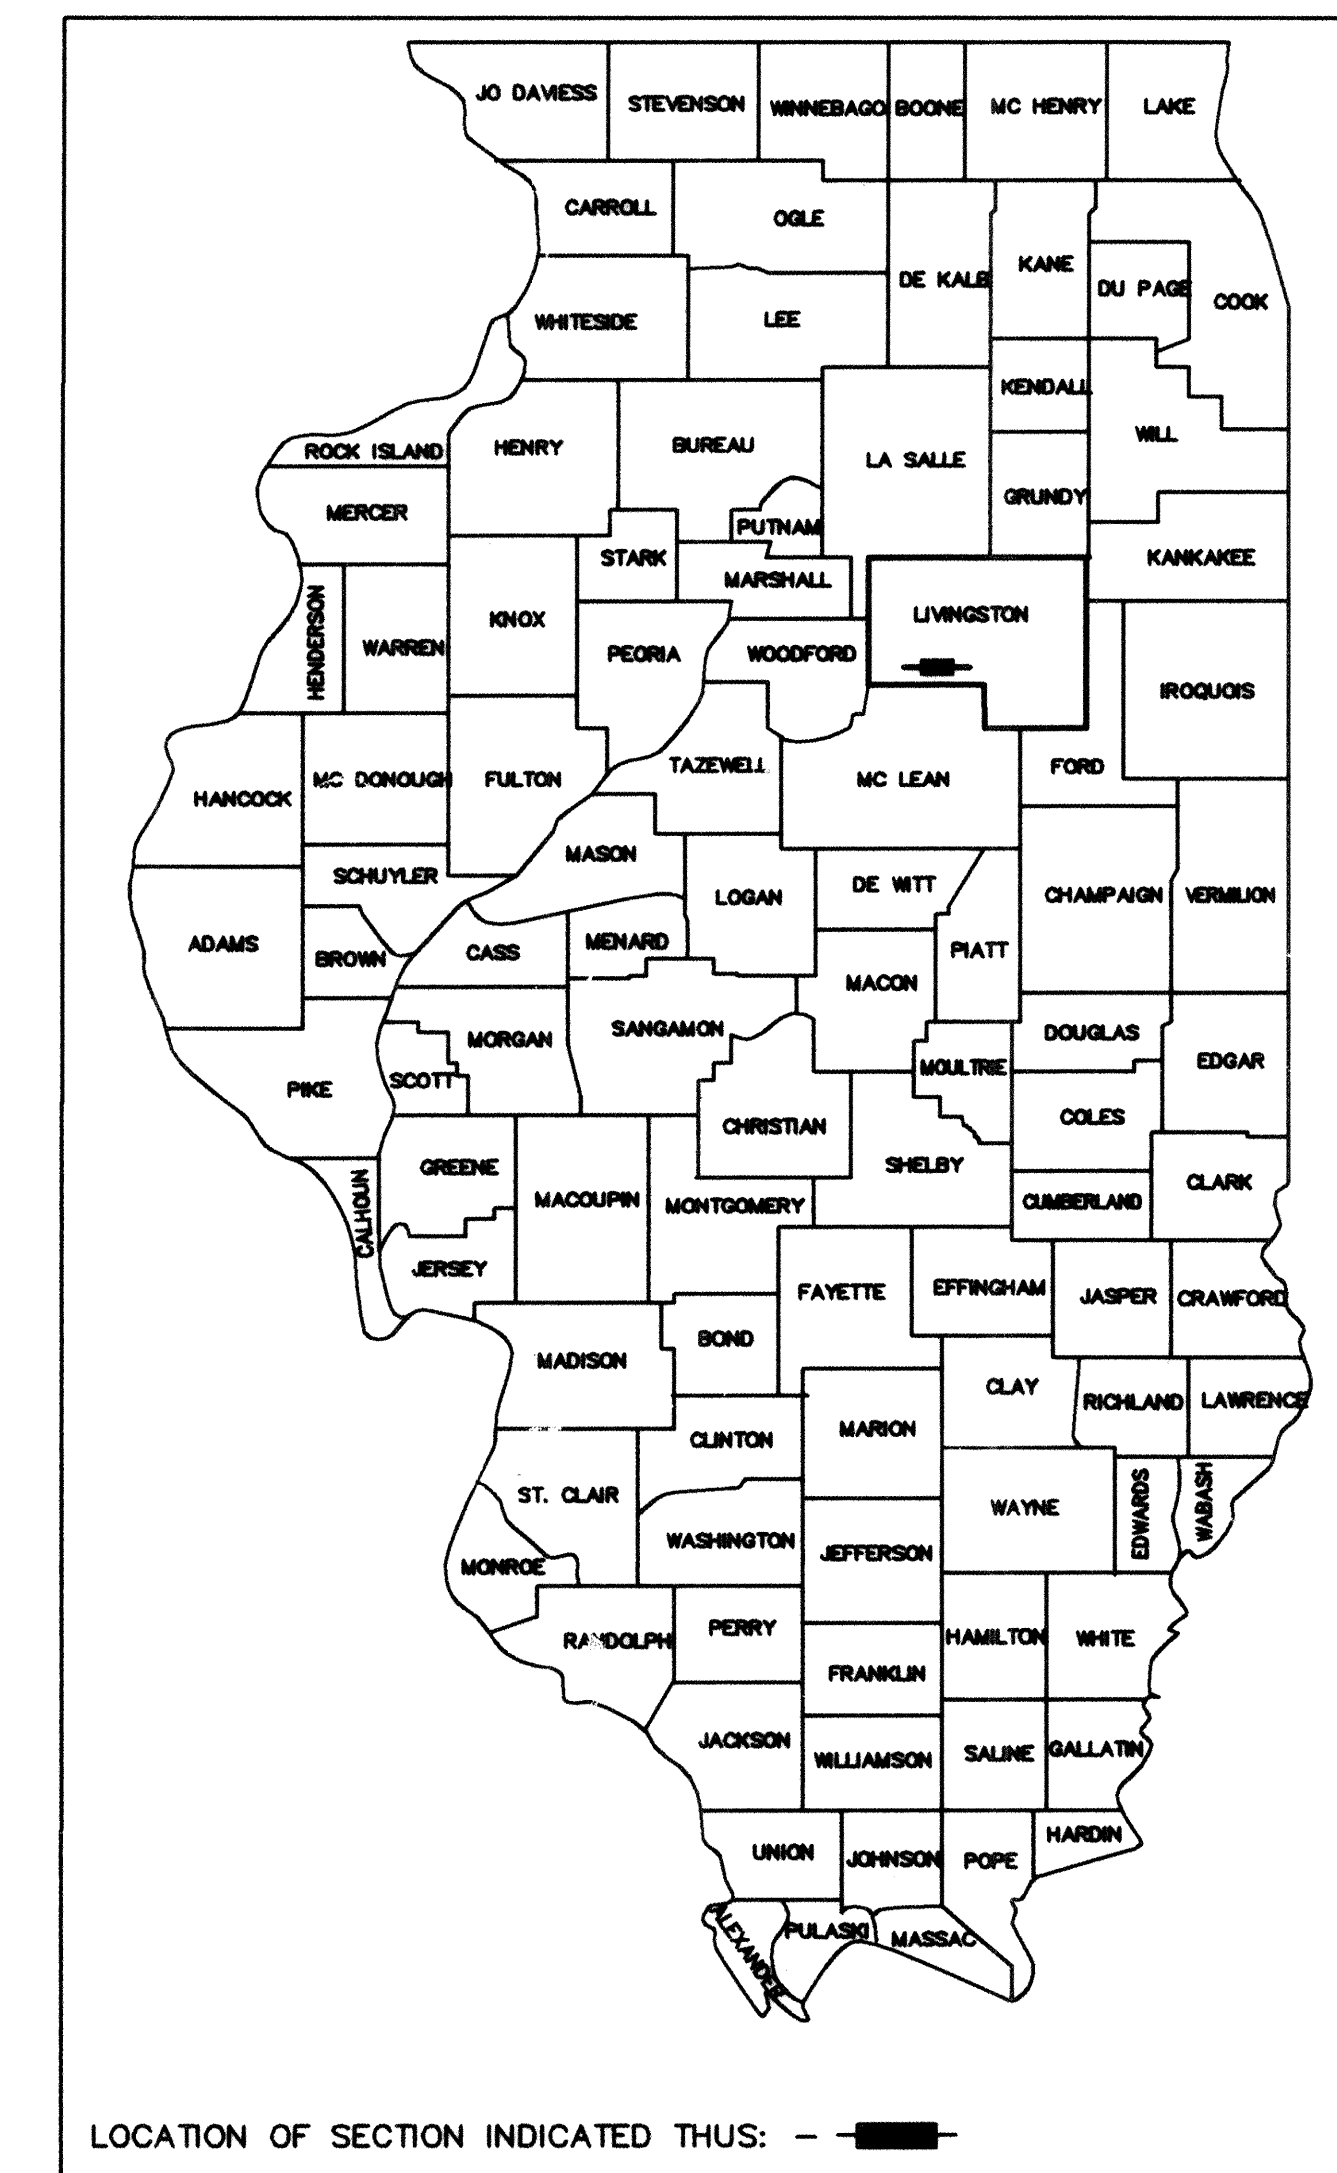 JO DAVIESS
STEVENSON
WINNEBAGO
BOONE
MC HENRY
LAKE
CARROLL
OGLE
DE KALB
KANE
DU PAGE
COOK
WHITESIDE
LEE
KENDALL
ROCK ISLAND
HENRY
BUREAU
LA SALLE
WILL
GRUNDY
MERCER
PUTNAM
STARK
MARSHALL
KANKAKEE
HENDERSON
WARREN
KNOX
PEORIA
WOODFORD
LIVINGSTON
IROQUOIS
HANCOCK
MC DONOUGH
FULTON
TAZEWELL
MC LEAN
FORD
SCHUYLER
MASON
LOGAN
DE WITT
CHAMPAIGN
VERMILION
ADAMS
BROWN
CASS
MENARD
MACON
PIATT
PIKE
SCOTT
MORGAN
SANGAMON
MOULTRIE
DOUGLAS
EDGAR
CHRISTIAN
COLES
CALHOUN
GREENE
MACOUPIN
MONTGOMERY
SHELBY
CUMBERLAND
CLARK
JERSEY
FAYETTE
EFFINGHAM
JASPER
CRAWFORD
MADISON
BOND
CLAY
RICHLAND
LAWRENCE
CLINTON
MARION
ST. CLAIR
WASHINGTON
WAYNE
EDWARDS
WABASH
MONROE
JEFFERSON
RANDOLPH
PERRY
HAMILTON
WHITE
FRANKLIN
JACKSON
WILLIAMSON
SALINE
GALLATIN
UNION
JOHNSON
POPE
HARDIN
ALEXANDER
PULASKI
MASSAC
LOCATION OF SECTION INDICATED THUS: –